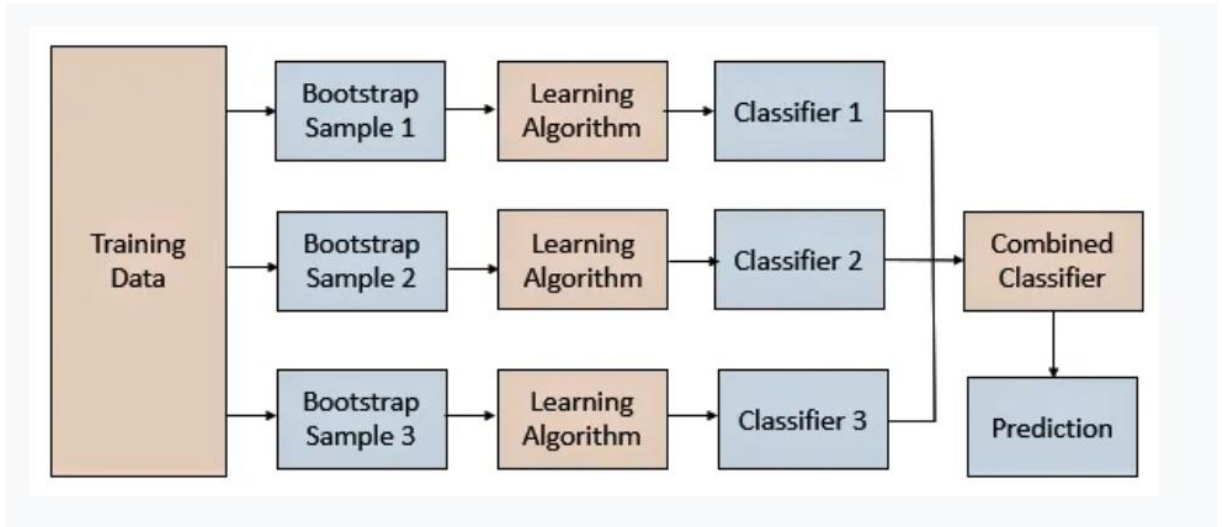 Training
Data
Bootstrap
Sample 1
Learning
Algorithm
Classifier 1
Bootstrap
Sample 2
Learning
Algorithm
Classifier 2
Bootstrap
Sample 3
Learning
Algorithm
Classifier 3
Combined
Classifier
Prediction